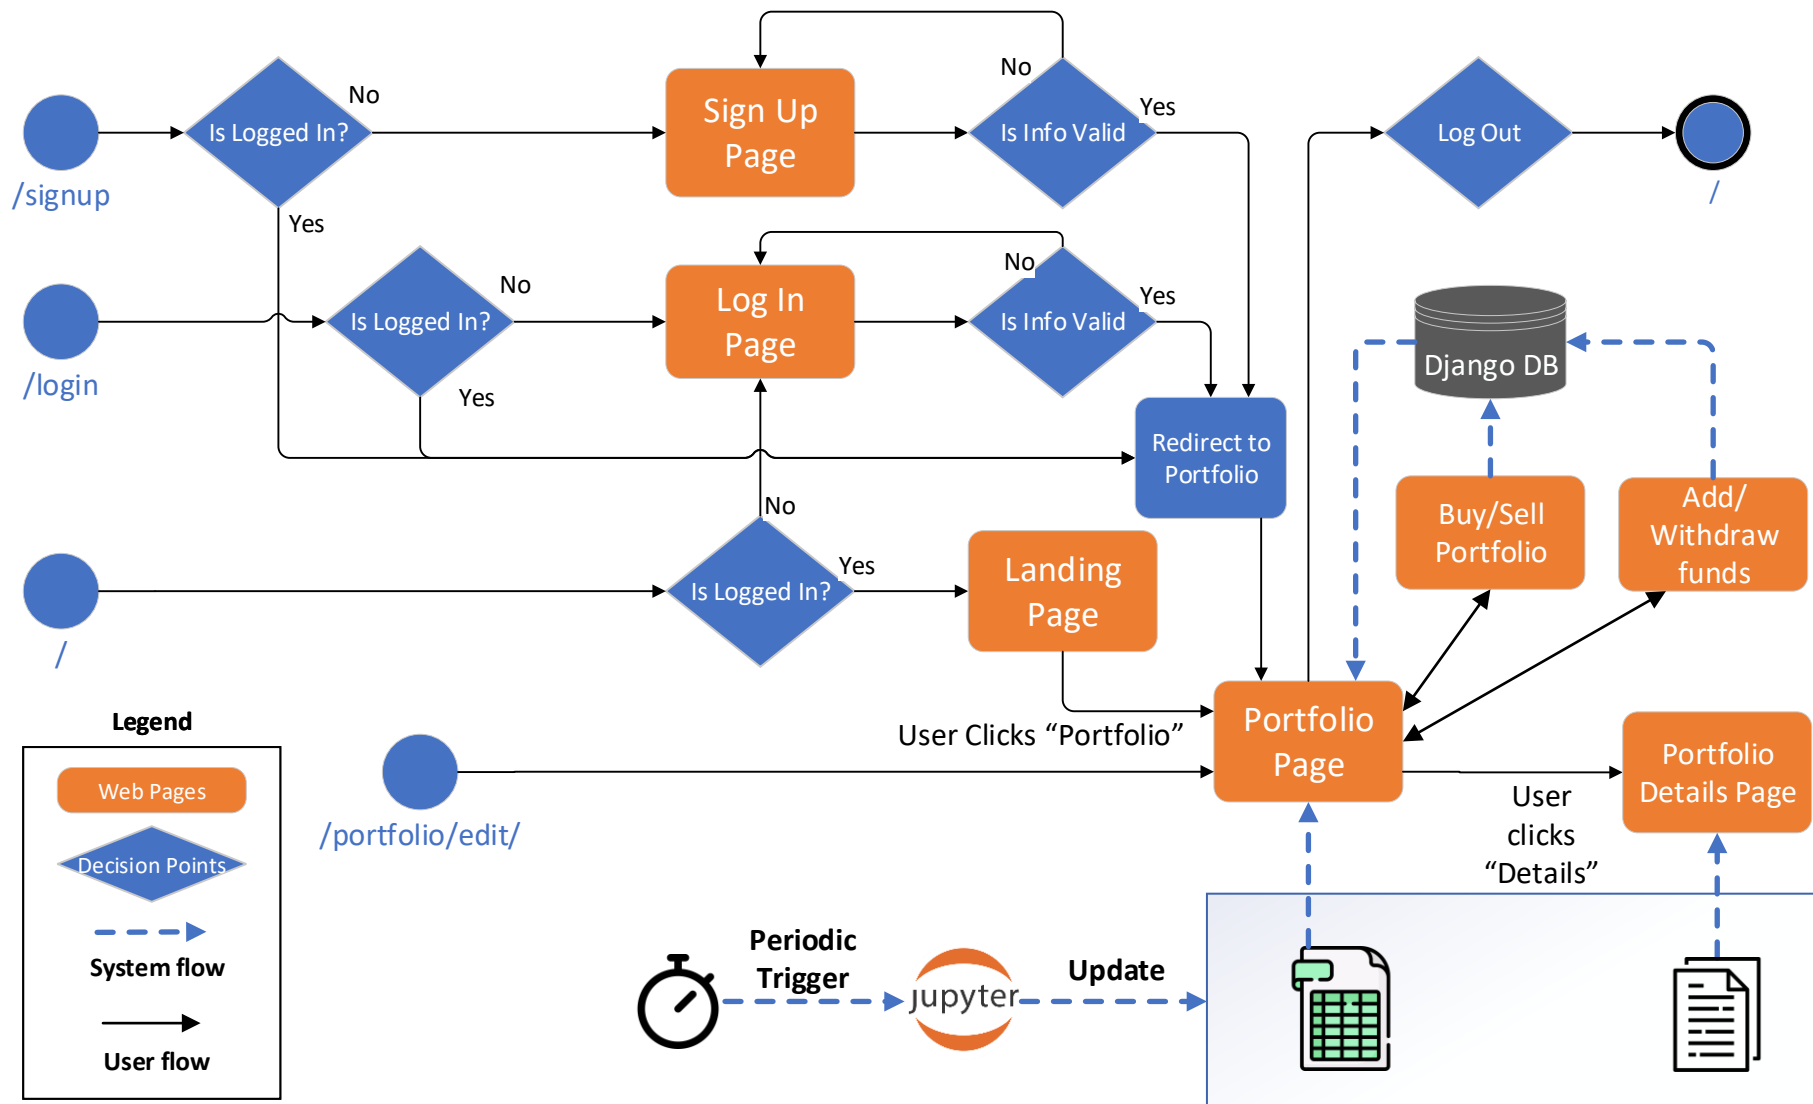 No
Is Logged In?
Sign Up
Page
No
Is Info Valid
Yes
Log Out
/signup
/
Yes
No
Is Logged In?
Log In
Page
No
Is Info Valid
Yes
/login
Yes
Django DB
Redirect to
Portfolio
No
Is Logged In?
Yes
Landing
Page
Buy/Sell
Portfolio
Add/
Withdraw
funds
/
Legend
Web Pages
Decision Points
System flow
User flow
User Clicks “Portfolio”
Portfolio
Page
Portfolio
Details Page
/portfolio/edit/
User
clicks
“Details”
Periodic
Trigger
jupyter
Update